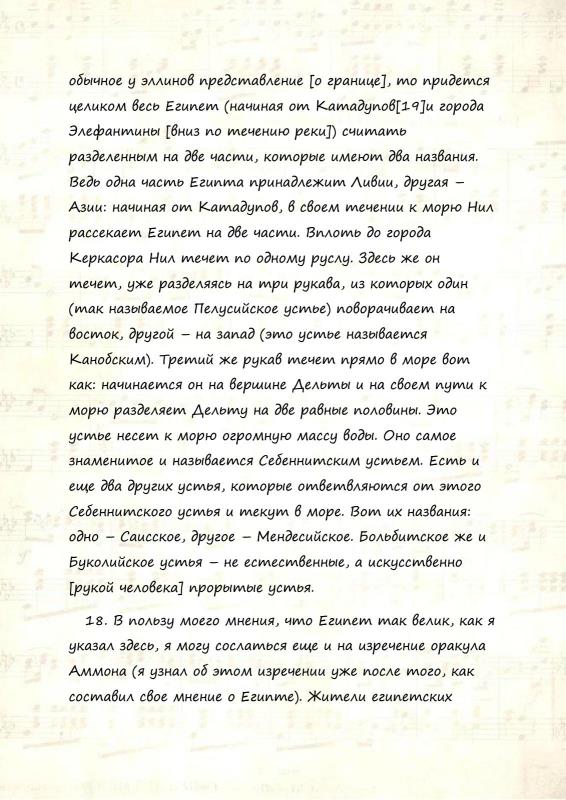 обычное у эллинов представление [о границе], то придется
целиком весь Египет (начиная от Катадупов[19]и города
Элефантины [вниз по течению реки]) считать
разделенным на две части, которые имеют два названия.
Ведь одна часть Египта принадлежит Ливии, другая –
Азии: начиная от Катадупов, в своем течении к морю Нил
рассекает Египет на две части. Вплоть до города
Керкасора Нил течет по одному руслу. Здесь же он
течет, уже разделяясь на три рукава, из которых один
(так называемое Пелусийское устье) поворачивает на
восток, другой – на запад (это устье называется
Канобским). Третий же рукав течет прямо в море вот
как: начинается он на вершине Дельты и на своем пути к
морю разделяет Дельту на две равные половины. Это
устье несет к морю огромную массу воды. Оно самое
знаменитое и называется Себеннитским устьем. Есть и
еще два других устья, которые ответвляются от этого
Себеннитского устья и текут в море. Вот их названия:
одно – Саисское, другое – Мендесийское. Больбитское же и
Буколийское устья – не естественные, а искусственно
[рукой человека] прорытые устья.
18. В пользу моего мнения, что Египет так велик, как я
указал здесь, я могу сослаться еще и на изречение оракула
Аммона (я узнал об этом изречении уже после того, как
составил свое мнение о Египте). Жители египетских